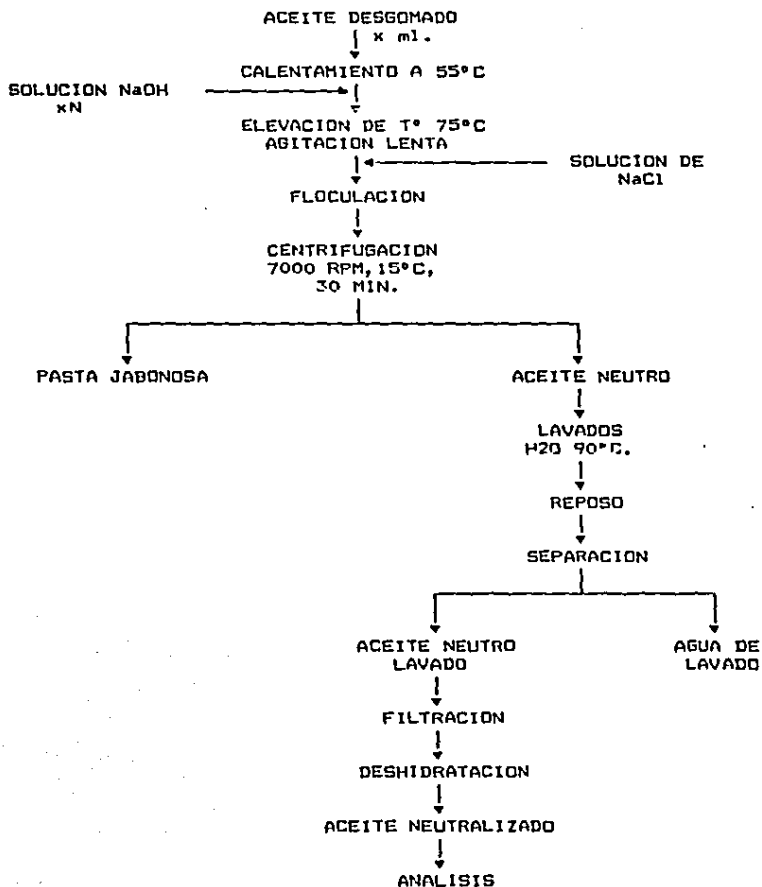 ACEITE DESGOMADO
x ml.
CALENTAMIENTO A 55°C
SOLUCION NaOH
xN
ELEVACION DE T° 75°C
AGITACION LENTA
SOLUCION DE
NaCl
FLOCULACION
CENTRIFUGACION
7000 RPM, 15°C,
30 MIN.
PASTA JABONOSA
ACEITE NEUTRO
LAVADOS
H2O 90°C.
REPOSO
SEPARACION
ACEITE NEUTRO
LAVADO
AGUA DE
LAVADO
FILTRACION
DESHIDRATACION
ACEITE NEUTRALIZADO
ANALISIS